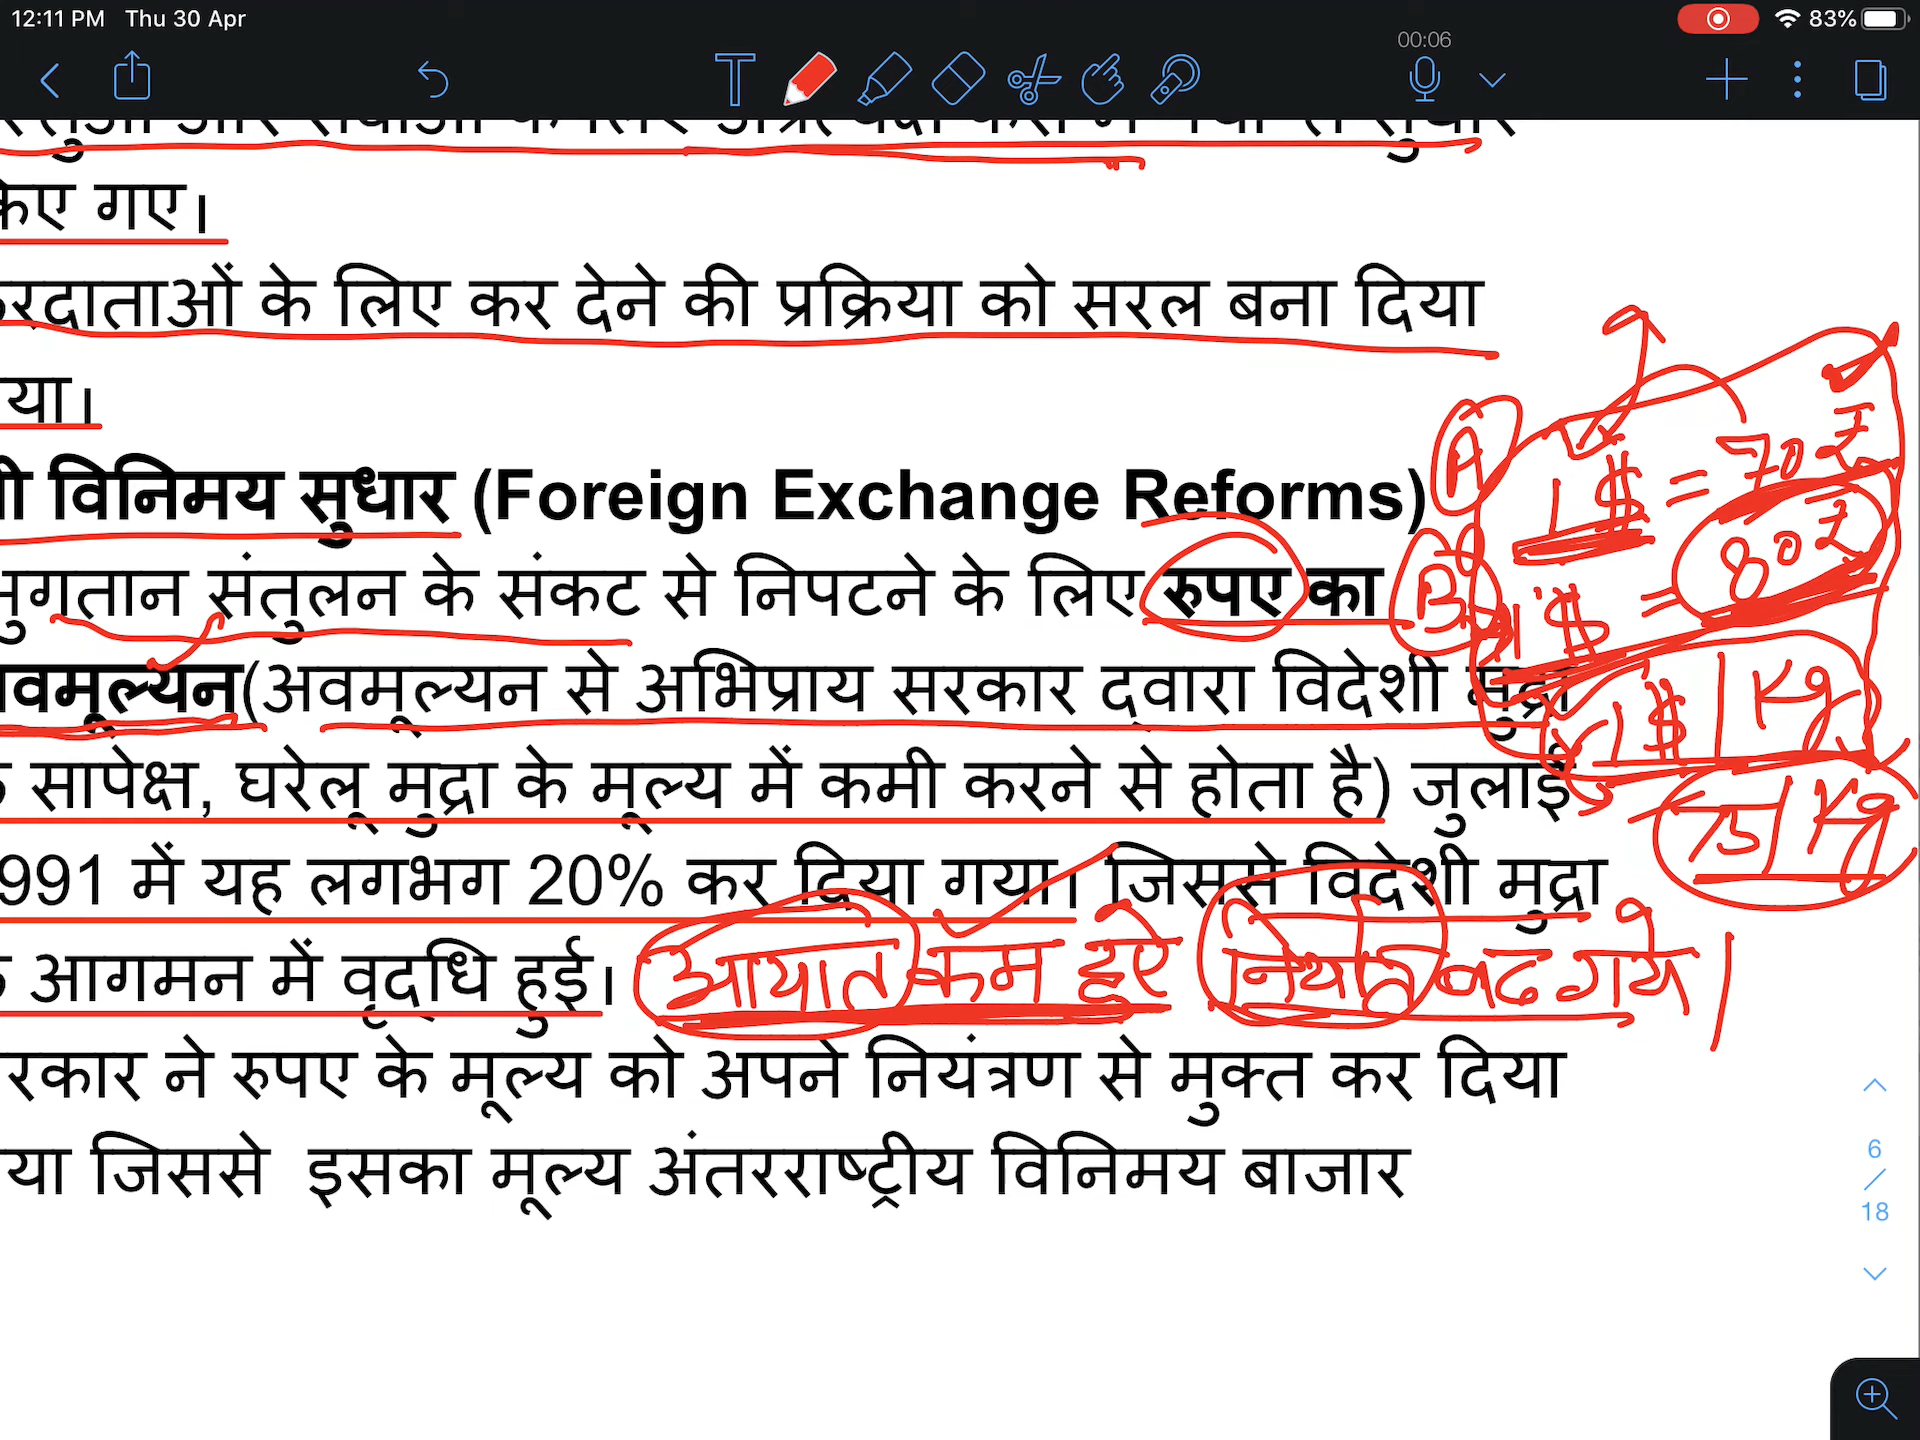 12:11 PM Thu 30 Apr
83%
00:06
किए गए।
करदाताओं के लिए कर देने की प्रक्रिया को सरल बना दिया
या।
विनिमय सुधार (Foreign Exchange Reforms)
A
1 $ = 70 ₹
भुगतान संतुलन के संकट से निपटने के लिए रुपए का
B
1 $ = 80 ₹
अवमूल्यन(अवमूल्यन से अभिप्राय सरकार द्वारा विदेशी मुद्रा
1 $ / Kg
के सापेक्ष, घरेलू मुद्रा के मूल्य में कमी करने से होता है) जुलाई
75 / Kg
1991 में यह लगभग 20% कर दिया गया। जिससे विदेशी मुद्रा
के आगमन में वृद्धि हुई। आयात कम हुऐ निर्यात बढ गये।
सरकार ने रुपए के मूल्य को अपने नियंत्रण से मुक्त कर दिया
या जिससे इसका मूल्य अंतरराष्ट्रीय विनिमय बाजार
6
/
18